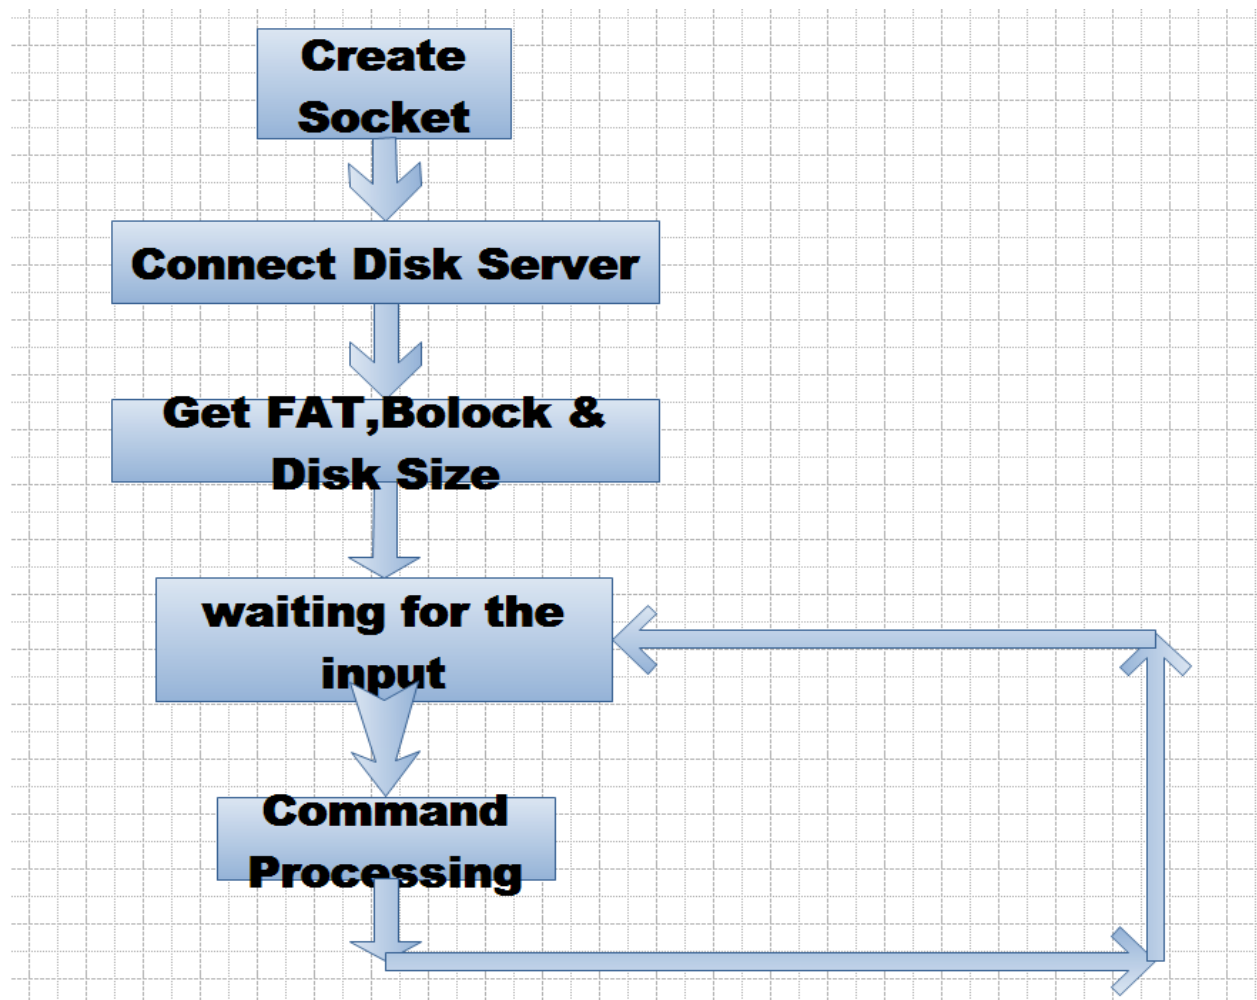 Create
Socket
Connect Disk Server
Get FAT,Bolock &
Disk Size
waiting for the
input
Command
Processing